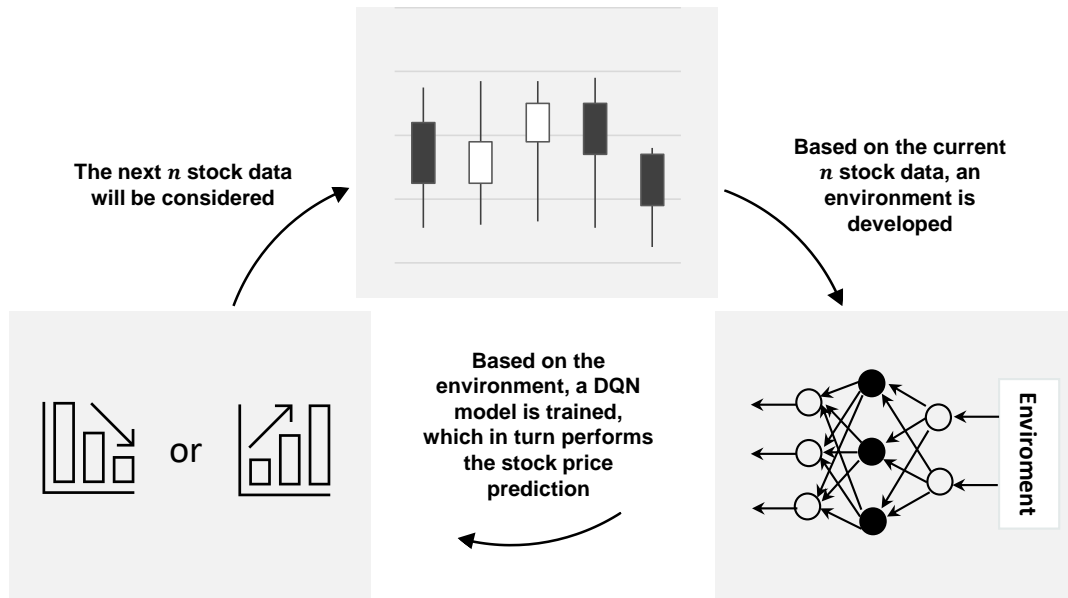 The next n stock data
will be considered
Based on the current
n stock data, an
environment is
developed
Based on the
environment, a DQN
model is trained,
which in turn performs
the stock price
prediction
or
Enviroment